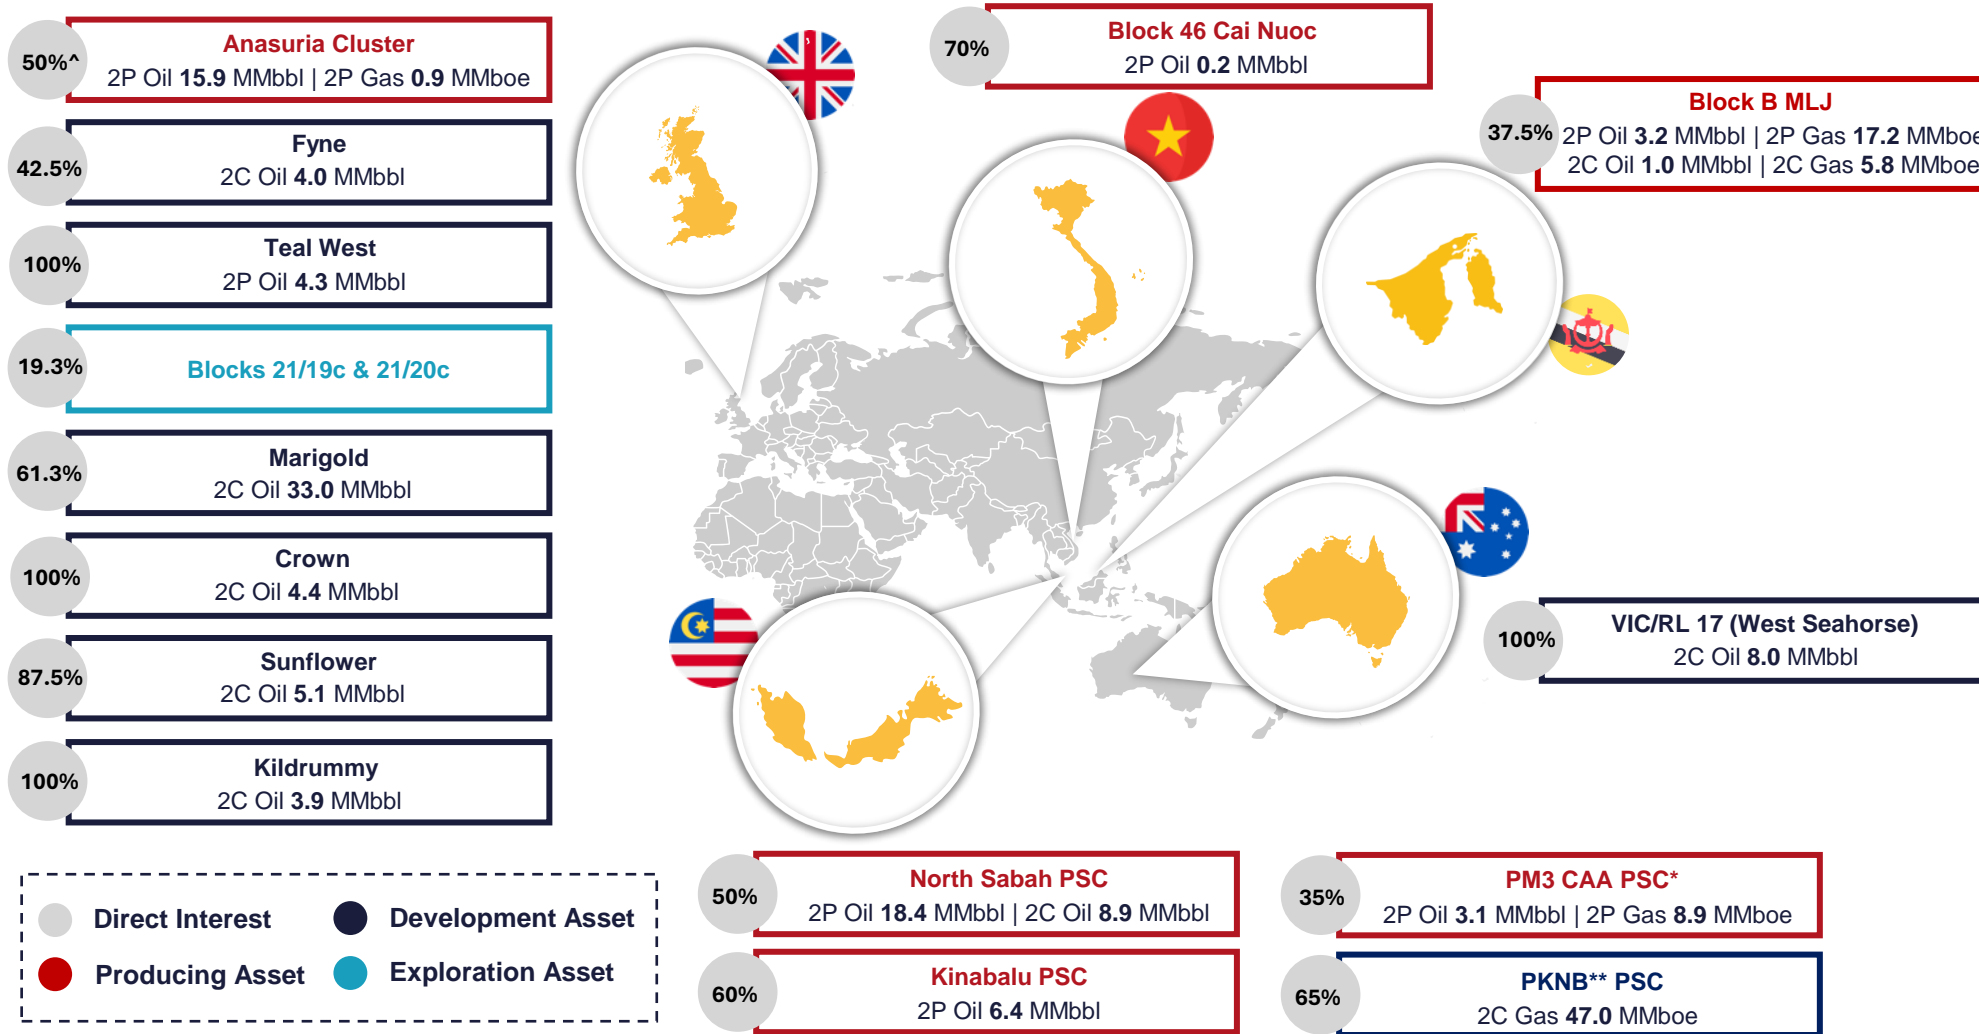 50%^
Anasuria Cluster
2P Oil 15.9 MMbbl | 2P Gas 0.9 MMboe
42.5%
Fyne
2C Oil 4.0 MMbbl
100%
Teal West
2P Oil 4.3 MMbbl
19.3%
Blocks 21/19c & 21/20c
61.3%
Marigold
2C Oil 33.0 MMbbl
100%
Crown
2C Oil 4.4 MMbbl
87.5%
Sunflower
2C Oil 5.1 MMbbl
100%
Kildrummy
2C Oil 3.9 MMbbl
70%
Block 46 Cai Nuoc
2P Oil 0.2 MMbbl
37.5%
Block B MLJ
2P Oil 3.2 MMbbl | 2P Gas 17.2 MMboe
2C Oil 1.0 MMbbl | 2C Gas 5.8 MMboe
100%
VIC/RL 17 (West Seahorse)
2C Oil 8.0 MMbbl
50%
North Sabah PSC
2P Oil 18.4 MMbbl | 2C Oil 8.9 MMbbl
35%
PM3 CAA PSC*
2P Oil 3.1 MMbbl | 2P Gas 8.9 MMboe
60%
Kinabalu PSC
2P Oil 6.4 MMbbl
65%
PKNB** PSC
2C Gas 47.0 MMboe
Direct Interest
Development Asset
Producing Asset
Exploration Asset